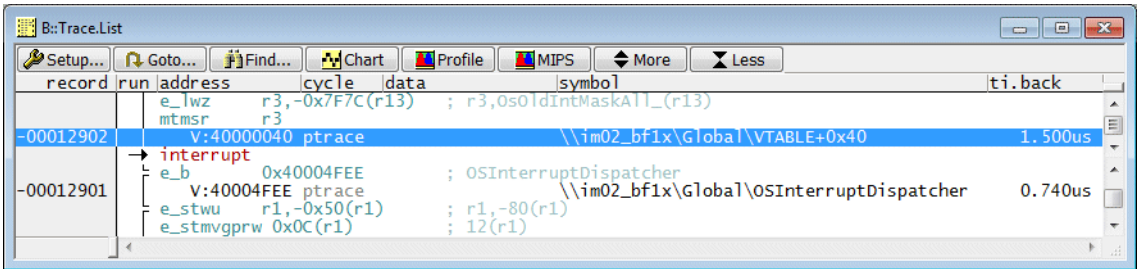 B::Trace.List
Setup... Goto... Find... Chart Profile MIPS More Less
record run address cycle data symbol ti.back
e_lwz r3,-0x7F7C(r13) ; r3,OsOldIntMaskAll_(r13)
mtmsr r3
-00012902 V:40000040 ptrace \\im02_bf1x\Global\VTABLE+0x40 1.500us
interrupt
e_b 0x40004FEE ; OSInterruptDispatcher
-00012901 V:40004FEE ptrace \\im02_bf1x\Global\OSInterruptDispatcher 0.740us
e_stwu r1,-0x50(r1) ; r1,-80(r1)
e_stmvgprw 0x0C(r1) ; 12(r1)